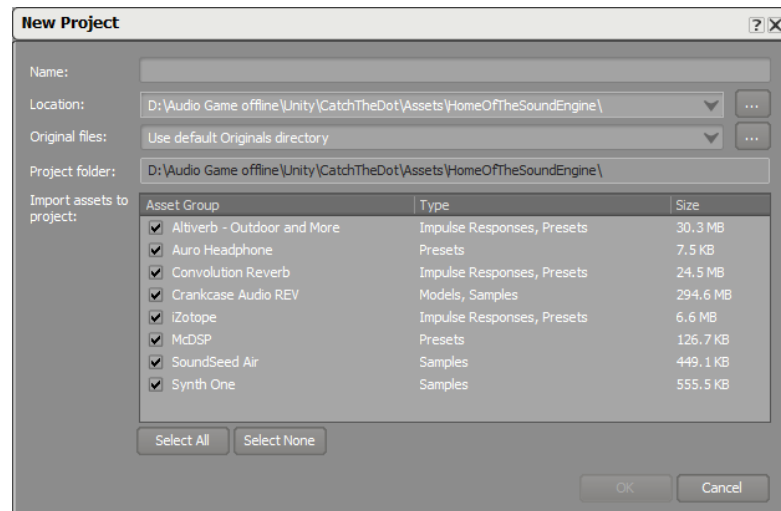 New Project
Name:
Location: D:\Audio Game offline\Unity\CatchTheDot\Assets\HomeOfTheSoundEngine\ ...
Original files: Use default Originals directory ...
Project folder: D:\Audio Game offline\Unity\CatchTheDot\Assets\HomeOfTheSoundEngine\
Import assets to
project:
Asset Group Type Size
Altiverb - Outdoor and More Impulse Responses, Presets 30.3 MB
Auro Headphone Presets 7.5 KB
Convolution Reverb Impulse Responses, Presets 24.5 MB
Crankcase Audio REV Models, Samples 294.6 MB
iZotope Impulse Responses, Presets 6.6 MB
McDSP Presets 126.7 KB
SoundSeed Air Samples 449.1 KB
Synth One Samples 555.5 KB
Select All Select None
OK Cancel